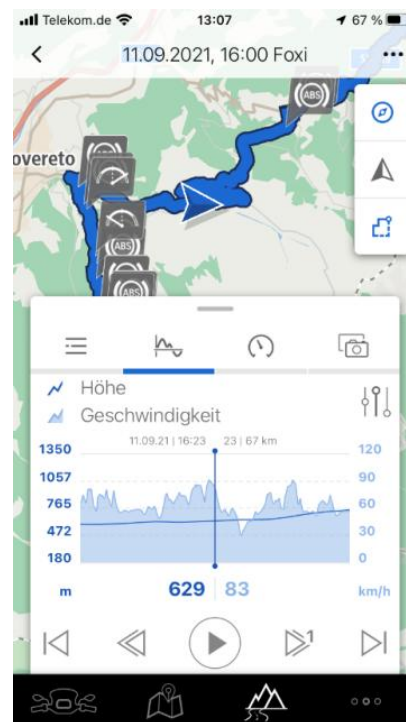 Telekom.de 13:07 67 %
11.09.2021, 16:00 Foxi
(ABS)
overeto
(ABS)
(ABS)
(ABS)
Höhe
Geschwindigkeit
11.09.21 | 16:23 23 | 67 km
1350 120
1057 90
765 60
472 30
180 0
m 629 83 km/h
1